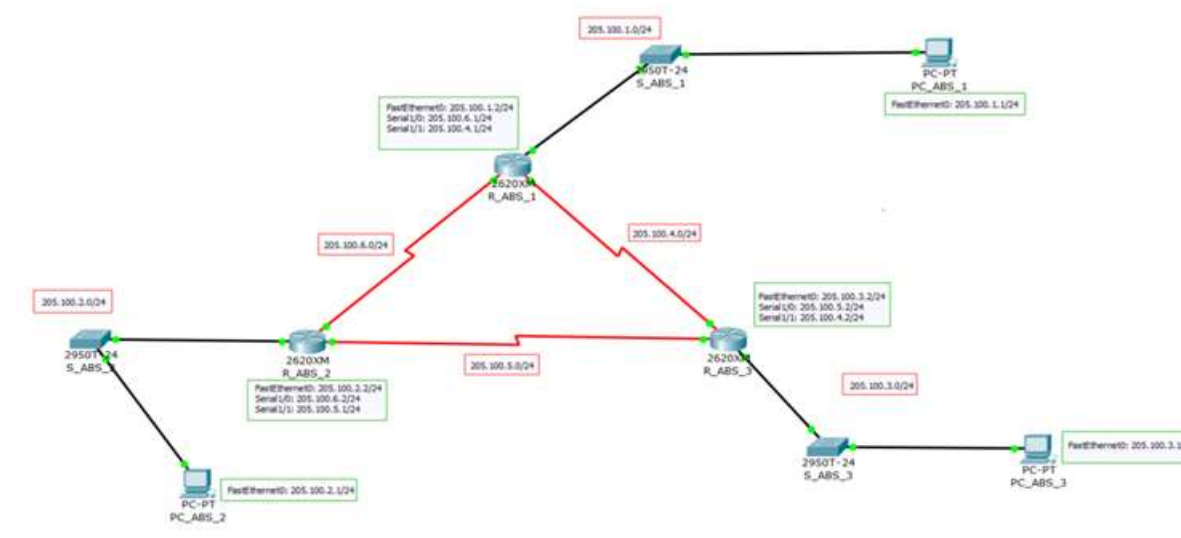 205.100.1.0/24
2950T-24
S_ABS_1
PC-PT
PC_ABS_1
FastEthernet0: 205.100.1.1/24
FastEthernet0: 205.100.1.2/24
Serial1/0: 205.100.6.1/24
Serial1/1: 205.100.4.1/24
2620XM
R_ABS_1
205.100.6.0/24
205.100.4.0/24
205.100.2.0/24
2950T-24
2620XM
R_ABS_2
FastEthernet0: 205.100.2.2/24
Serial1/0: 205.100.6.2/24
Serial1/1: 205.100.5.1/24
205.100.5.0/24
FastEthernet0: 205.100.3.2/24
Serial1/0: 205.100.5.2/24
Serial1/1: 205.100.4.2/24
2620XM
R_ABS_3
205.100.3.0/24
2950T-24
S_ABS_3
PC-PT
PC_ABS_3
FastEthernet0: 205.100.3.1
PC-PT
PC_ABS_2
FastEthernet0: 205.100.2.1/24